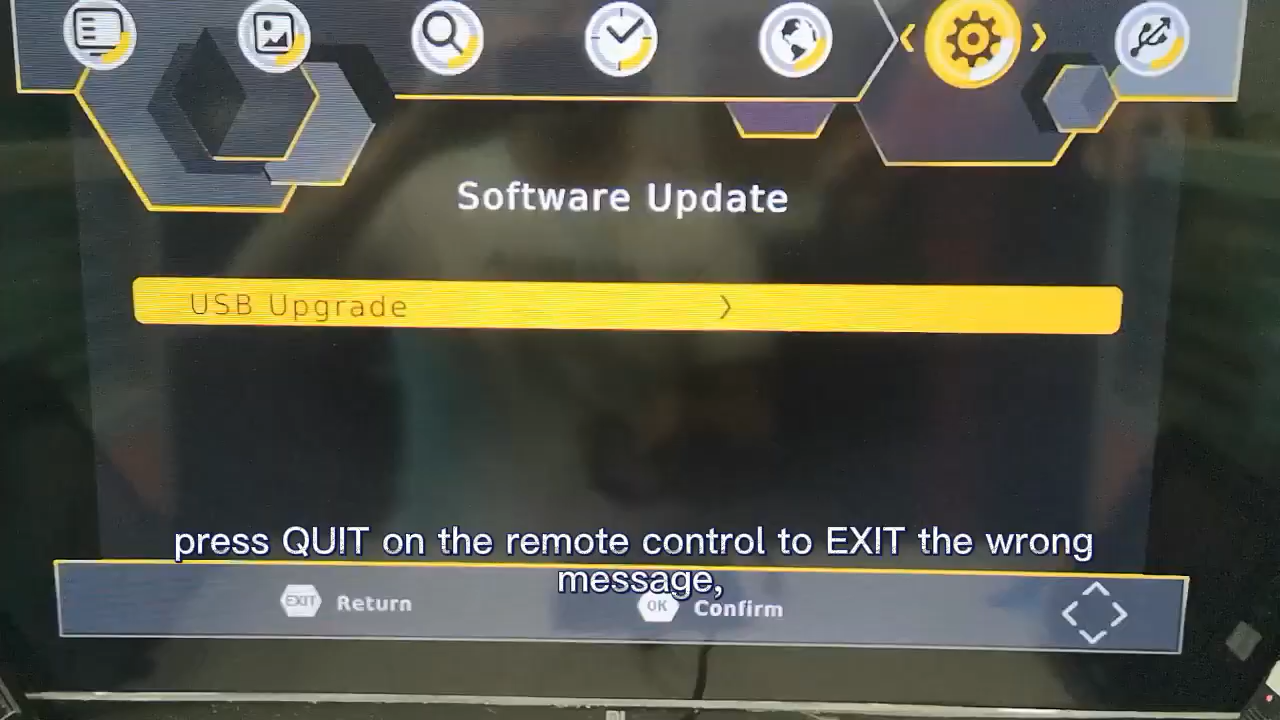 Software Update
USB Upgrade
press QUIT on the remote control to EXIT the wrong
message,
EXIT Return
OK Confirm